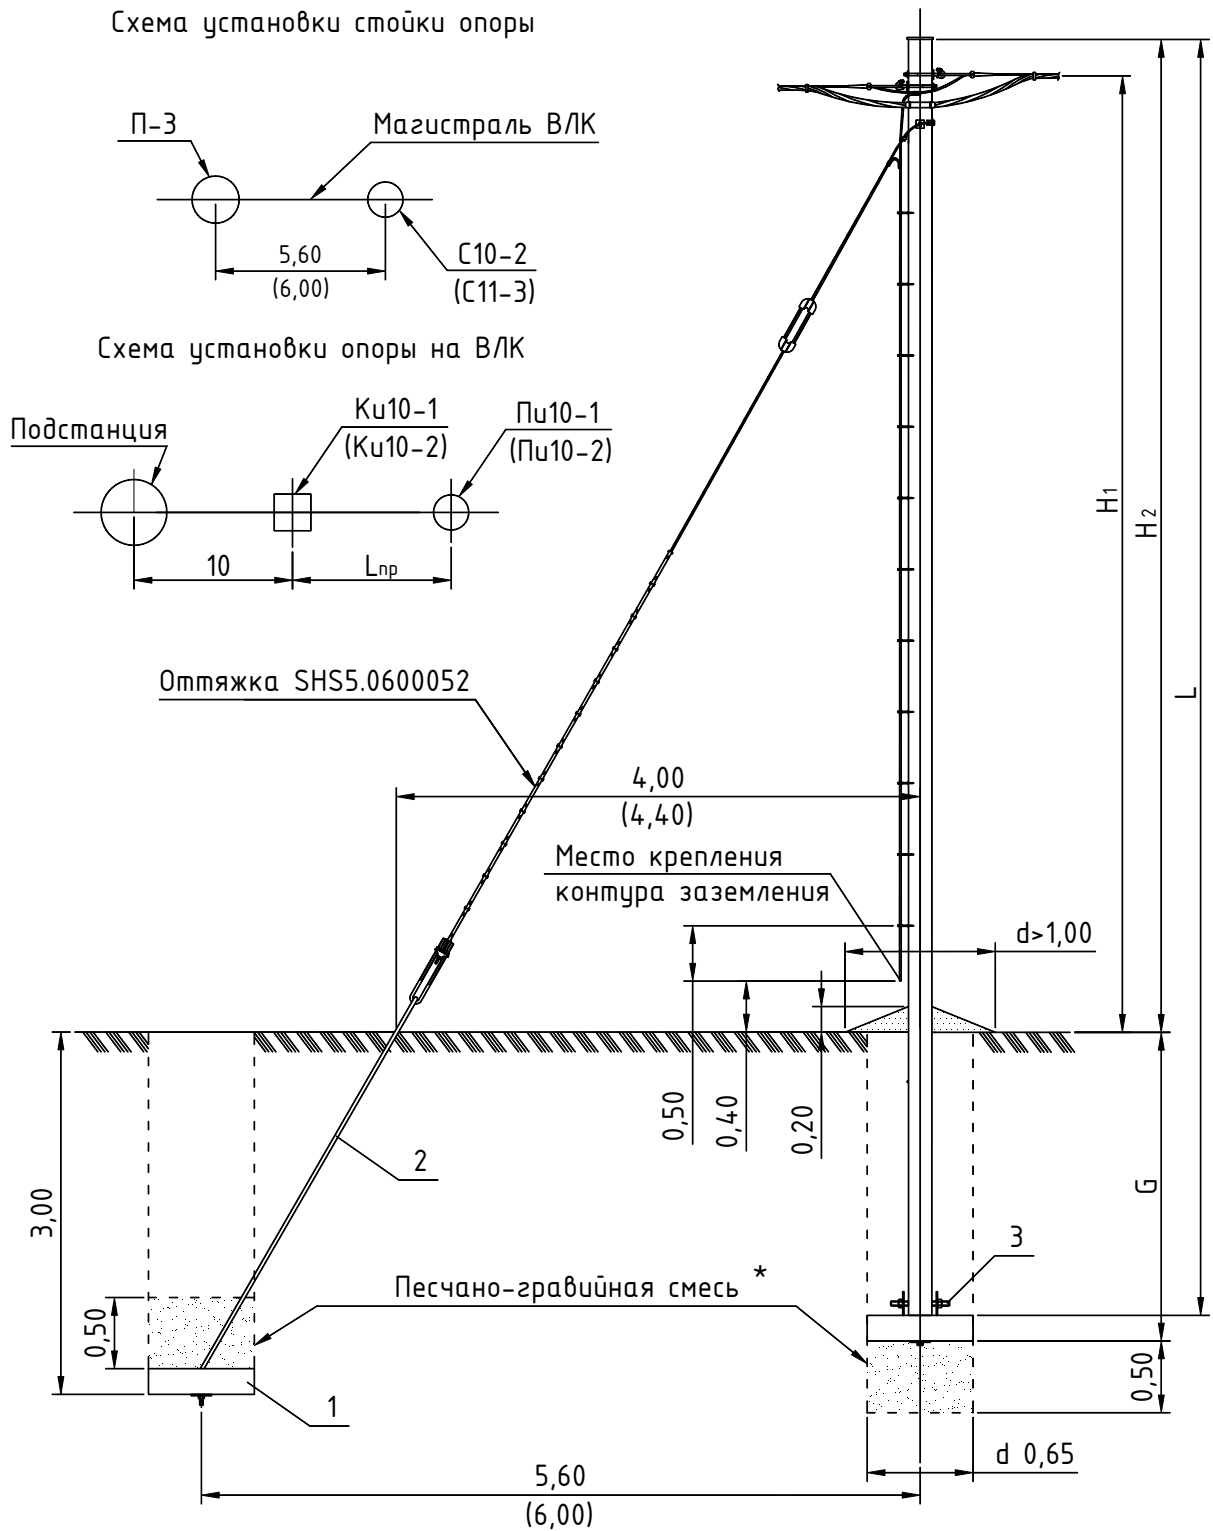 Схема установки стойки опоры
П-3
Магистраль ВЛК
5,60
(6,00)
С10-2
(С11-3)
Схема установки опоры на ВЛК
Подстанция
Ки10-1
(Ки10-2)
Пи10-1
(Пи10-2)
10
Lпр
Оттяжка SHS5.0600052
4,00
(4,40)
Место крепления
контура заземления
d>1,00
H1
H2
L
0,50
0,40
0,20
G
2
3
3,00
0,50
Песчано-гравийная смесь *
1
0,50
d 0,65
5,60
(6,00)